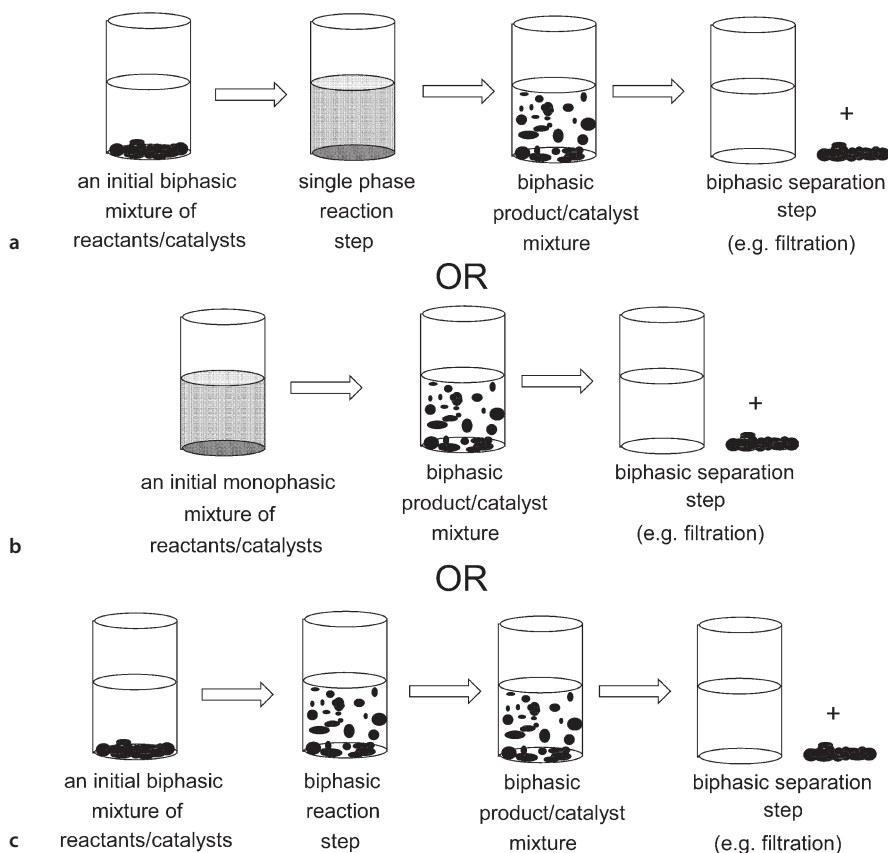 +
an initial biphasic
mixture of
reactants/catalysts
single phase
reaction
step
biphasic
product/catalyst
mixture
biphasic separation
step
(e.g. filtration)
a
OR
+
an initial monophasic
mixture of
reactants/catalysts
biphasic
product/catalyst
mixture
biphasic separation
step
(e.g. filtration)
b
OR
+
an initial biphasic
mixture of
reactants/catalysts
biphasic
reaction
step
biphasic
product/catalyst
mixture
biphasic separation
step
(e.g. filtration)
c